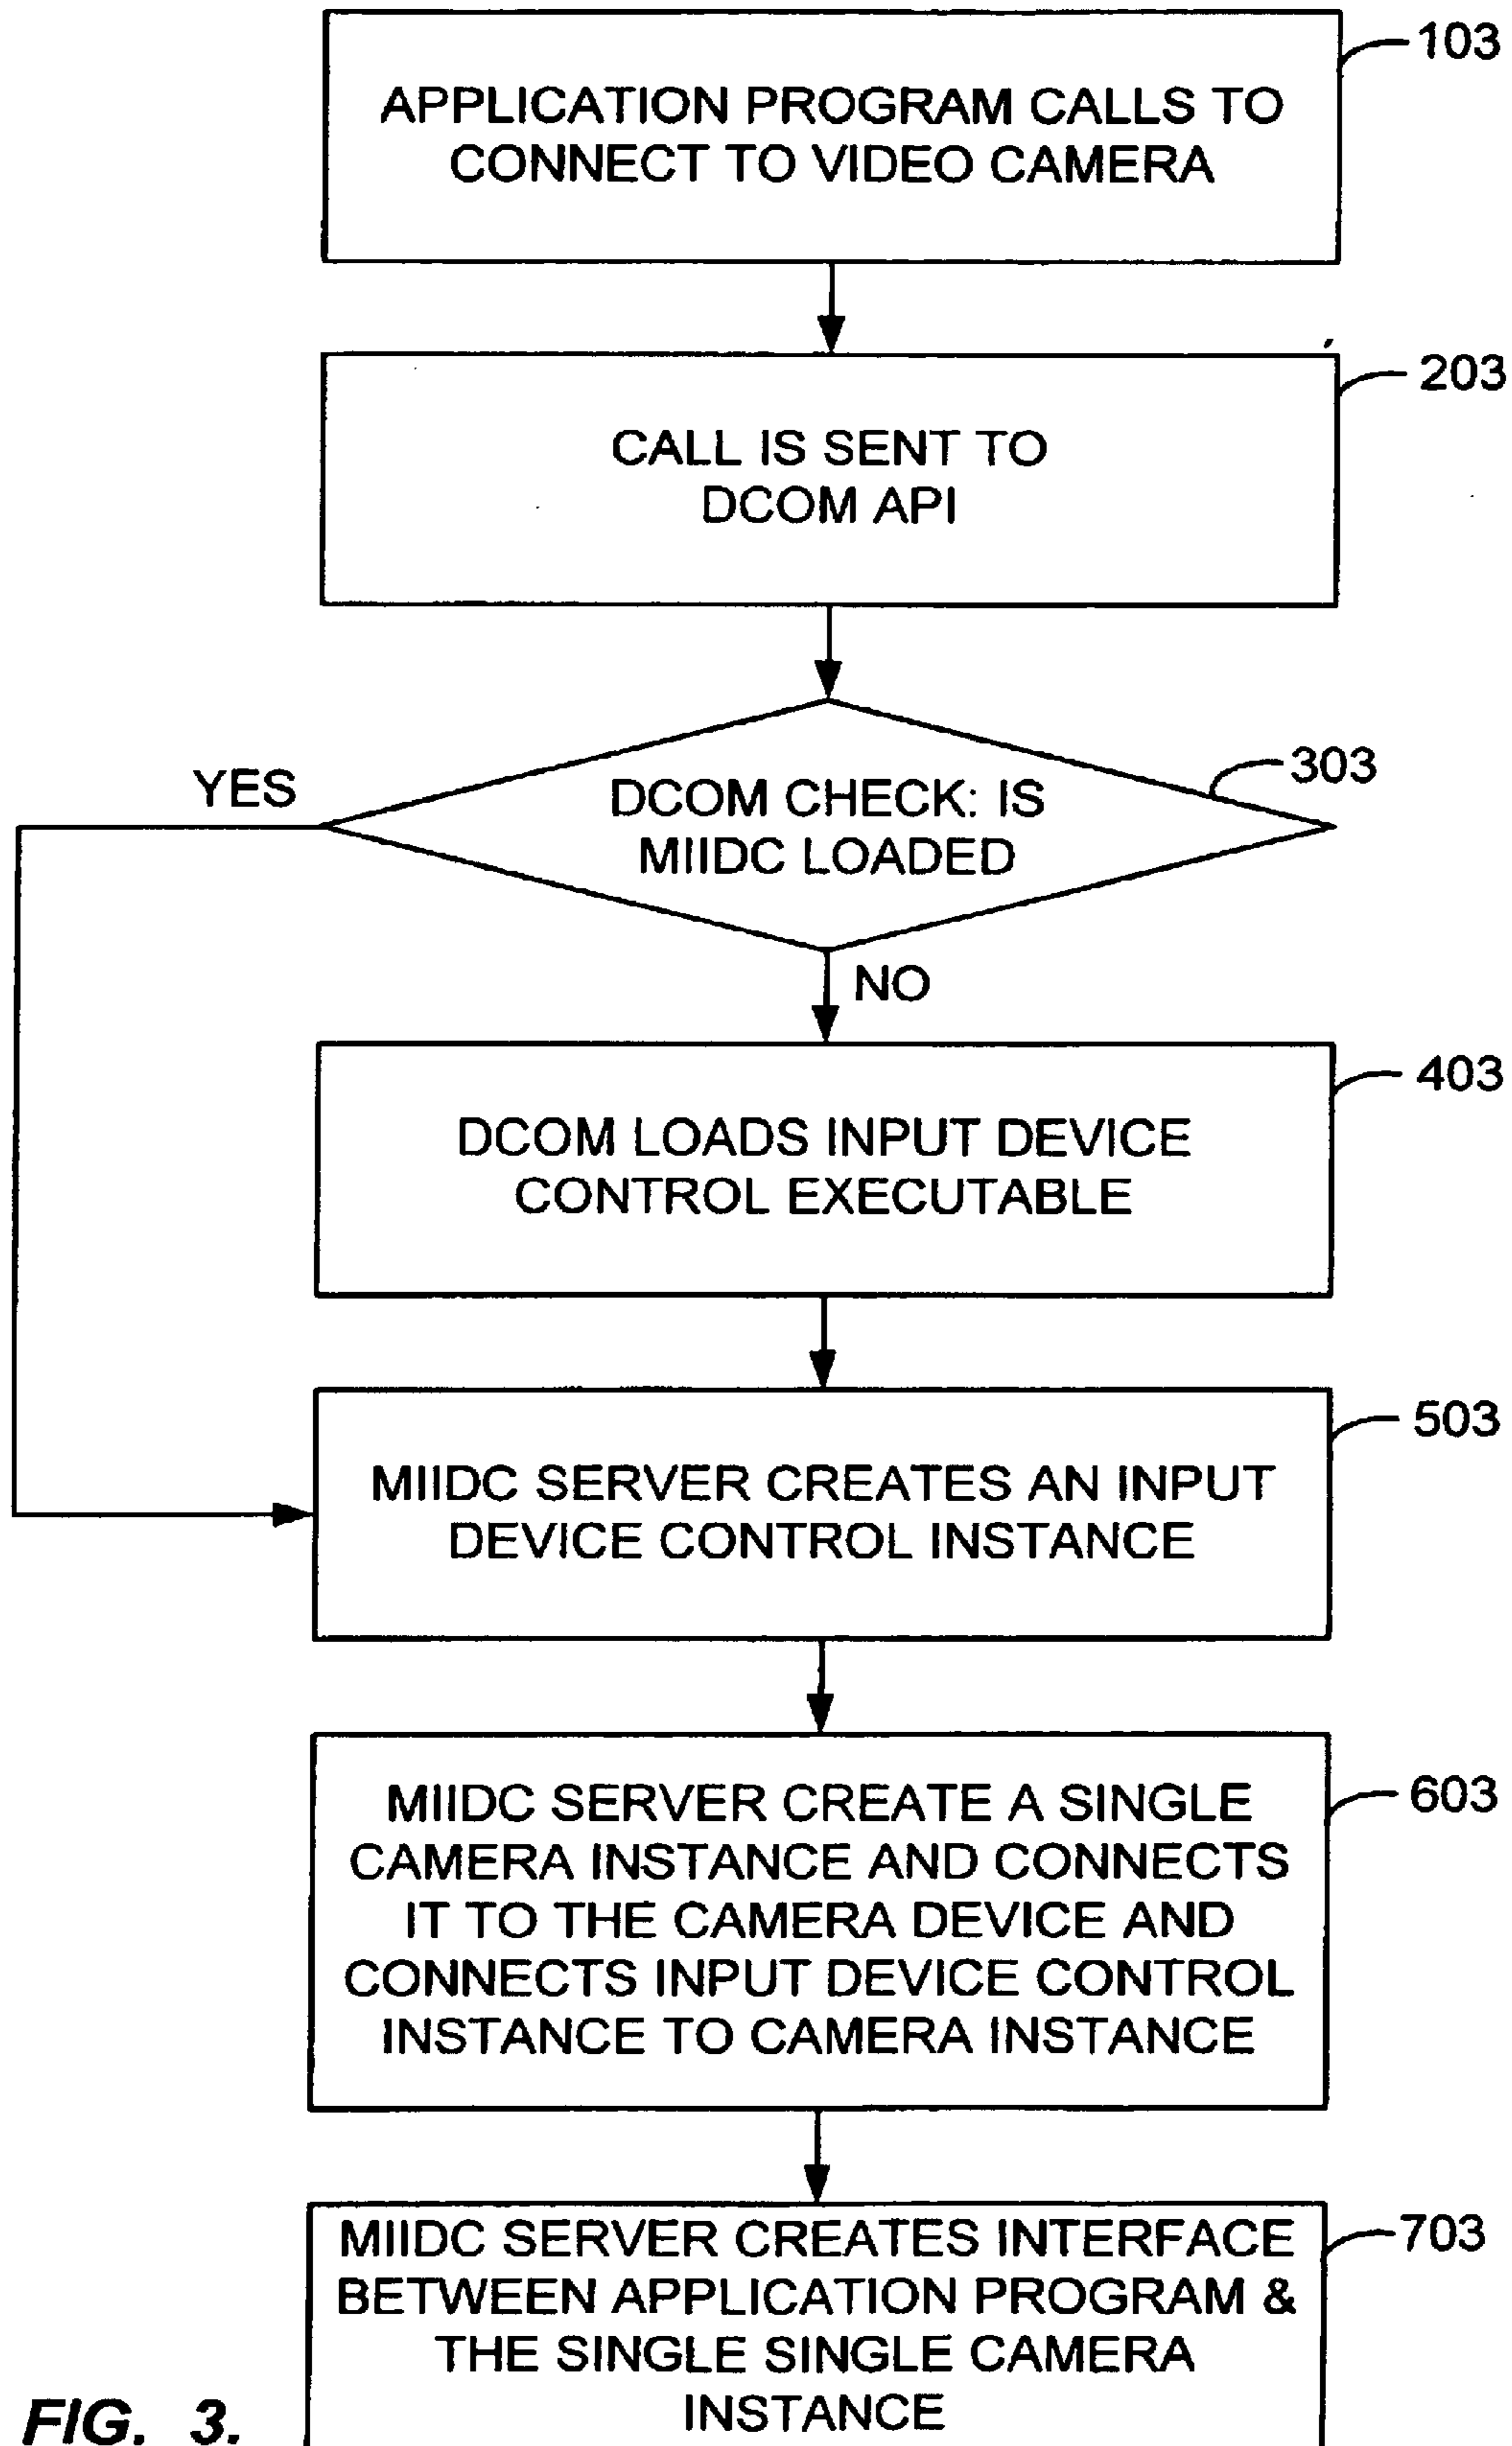 103
APPLICATION PROGRAM CALLS TO
CONNECT TO VIDEO CAMERA
203
CALL IS SENT TO
DCOM API
303
YES
DCOM CHECK: IS
MIIDC LOADED
NO
403
DCOM LOADS INPUT DEVICE
CONTROL EXECUTABLE
503
MIIDC SERVER CREATES AN INPUT
DEVICE CONTROL INSTANCE
603
MIIDC SERVER CREATE A SINGLE
CAMERA INSTANCE AND CONNECTS
IT TO THE CAMERA DEVICE AND
CONNECTS INPUT DEVICE CONTROL
INSTANCE TO CAMERA INSTANCE
703
MIIDC SERVER CREATES INTERFACE
BETWEEN APPLICATION PROGRAM &
THE SINGLE SINGLE CAMERA
INSTANCE
FIG. 3.